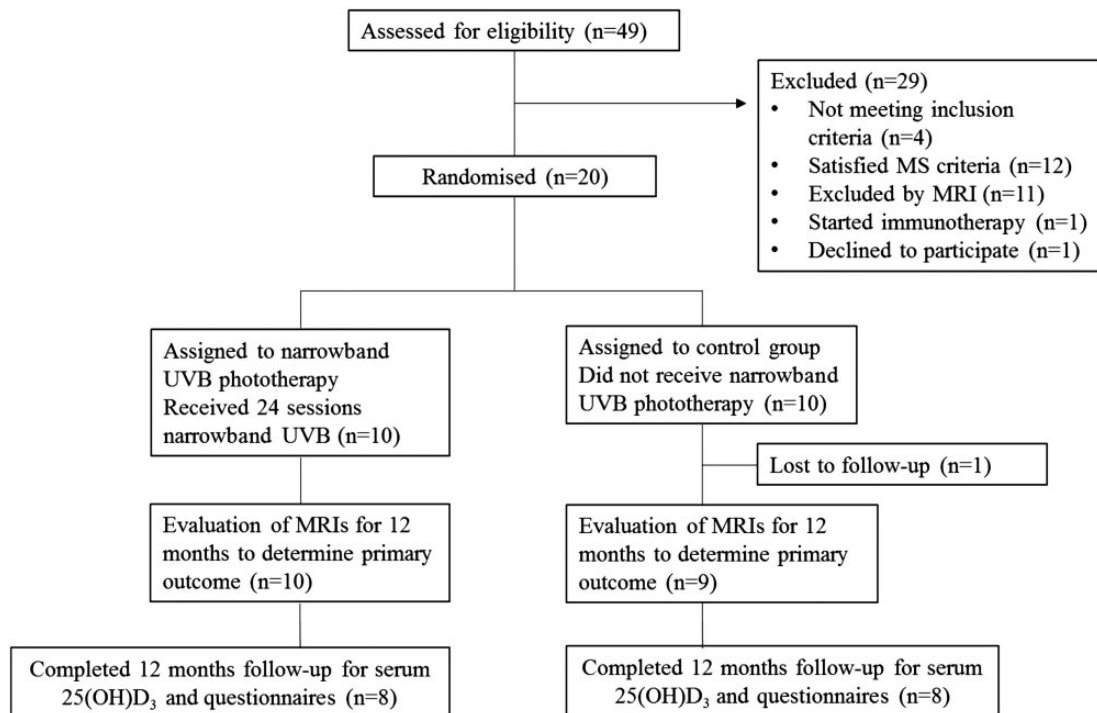 Assessed for eligibility (n=49)
Excluded (n=29)
• Not meeting inclusion
criteria (n=4)
• Satisfied MS criteria (n=12)
• Excluded by MRI (n=11)
• Started immunotherapy (n=1)
• Declined to participate (n=1)
Randomised (n=20)
Assigned to narrowband
UVB phototherapy
Received 24 sessions
narrowband UVB (n=10)
Assigned to control group
Did not receive narrowband
UVB phototherapy (n=10)
Lost to follow-up (n=1)
Evaluation of MRIs for 12
months to determine primary
outcome (n=10)
Evaluation of MRIs for 12
months to determine primary
outcome (n=9)
Completed 12 months follow-up for serum
25(OH)D₃ and questionnaires (n=8)
Completed 12 months follow-up for serum
25(OH)D₃ and questionnaires (n=8)